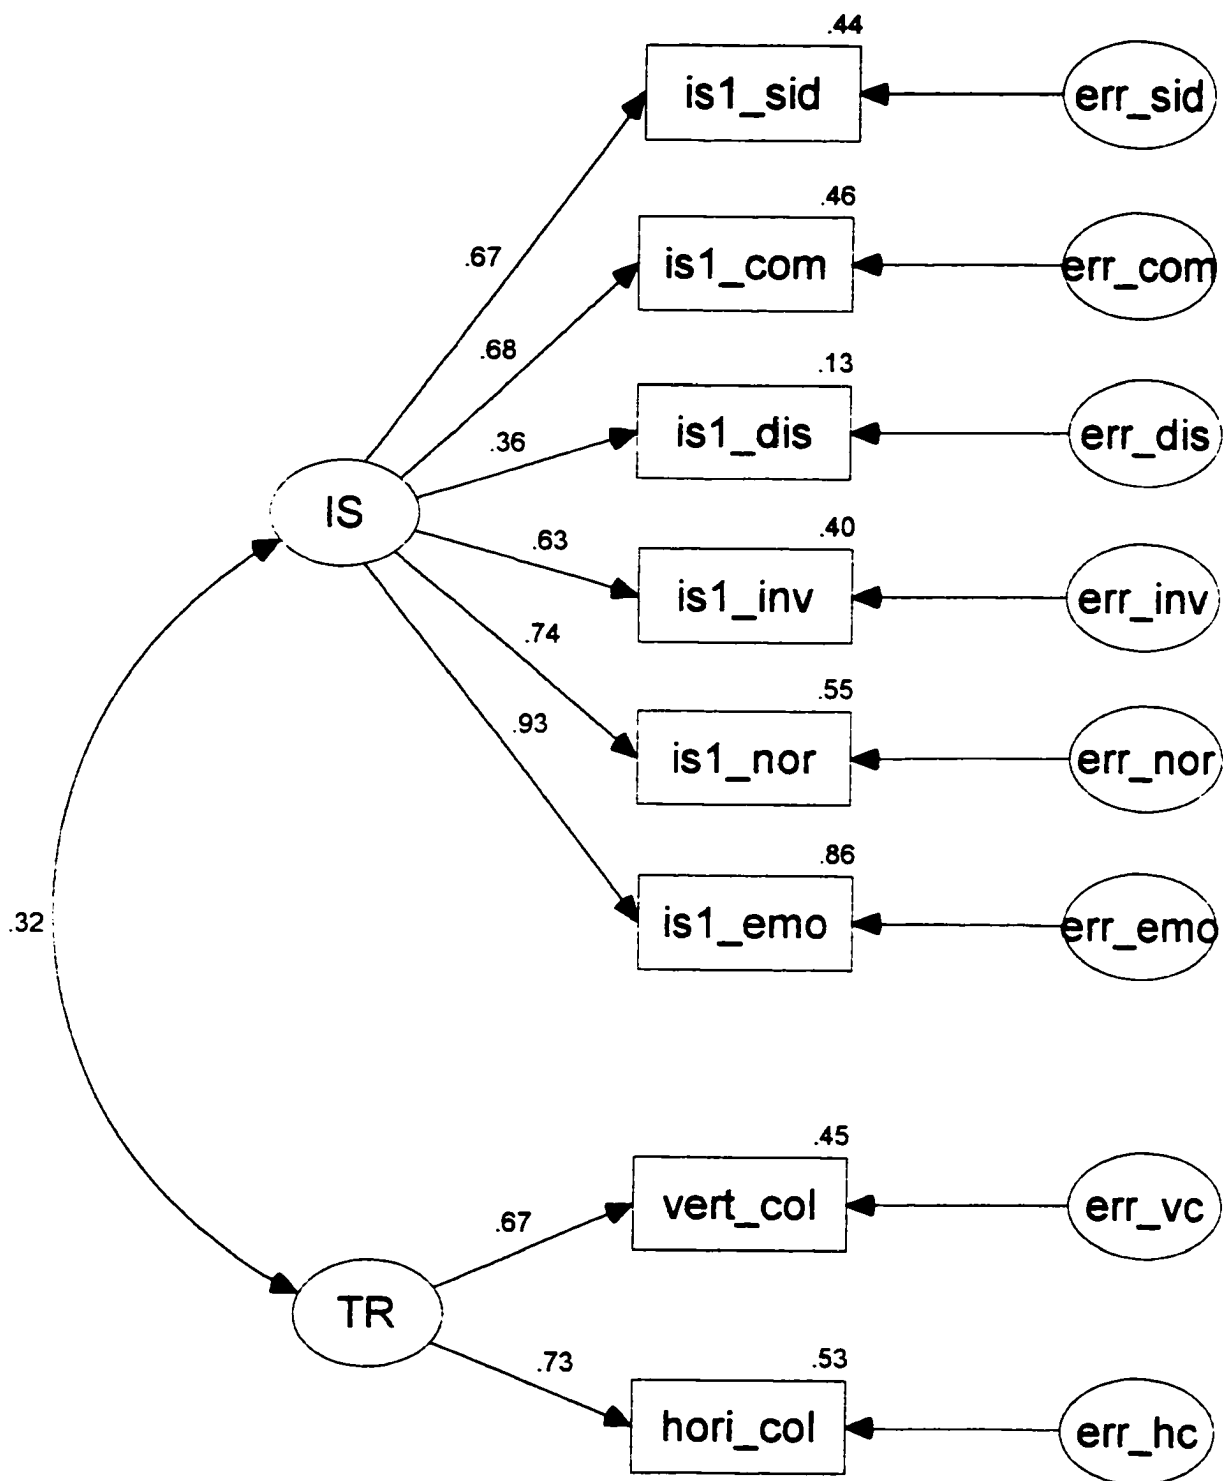 .44
is1_sid
err_sid
.46
is1_com
err_com
.67
.68
.13
is1_dis
err_dis
.36
IS
.40
is1_inv
err_inv
.63
.74
.55
is1_nor
err_nor
.93
.86
is1_emo
err_emo
.32
.45
vert_col
err_vc
.67
TR
.73
.53
hori_col
err_hc